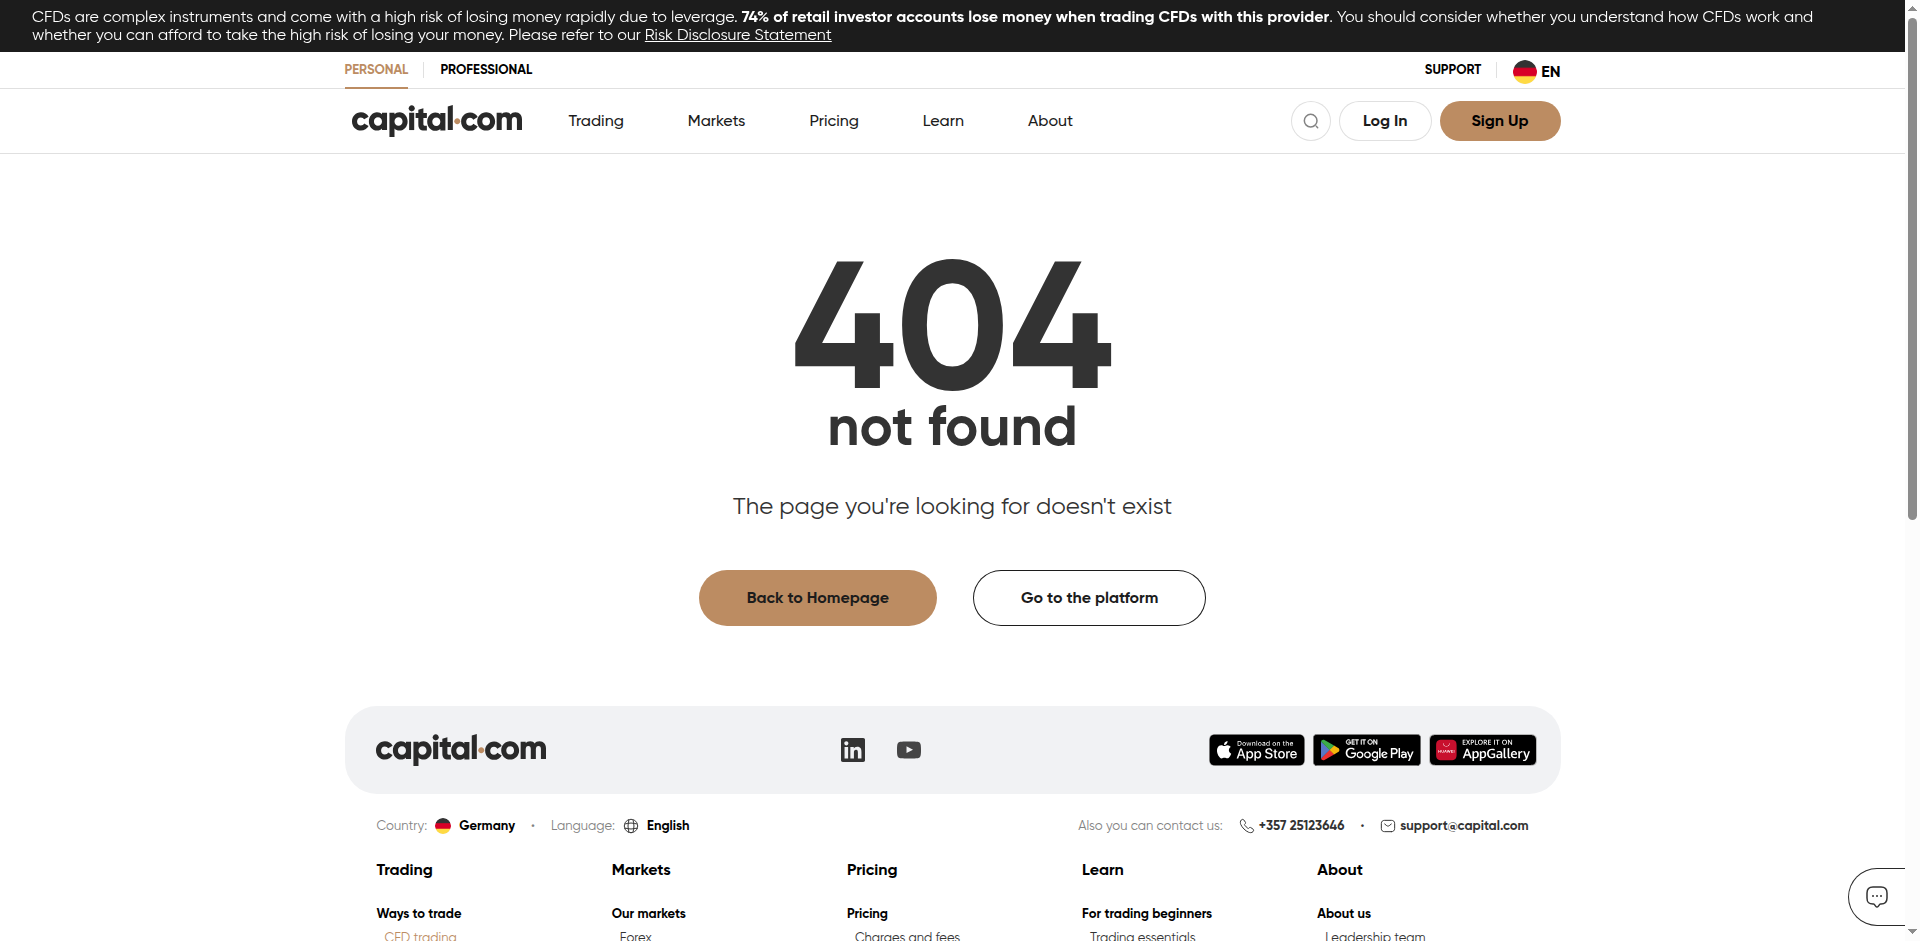 CFDs are complex instruments and come with a high risk of losing money rapidly due to leverage. 74% of retail investor accounts lose money when trading CFDs with this provider. You should consider whether you understand how CFDs work and
whether you can afford to take the high risk of losing your money. Please refer to our Risk Disclosure Statement
PERSONAL PROFESSIONAL SUPPORT EN
capital.com Trading Markets Pricing Learn About Log In Sign Up
404
not found
The page you're looking for doesn't exist
Back to Homepage Go to the platform
capital.com Download on the App Store GET IT ON Google Play HUAWEI EXPLORE IT ON AppGallery
Country: Germany • Language: English Also you can contact us: +357 25123646 • support@capital.com
Trading Markets Pricing Learn About
Ways to trade Our markets Pricing For trading beginners About us
CFD trading Forex Charges and fees Trading essentials Leadership team